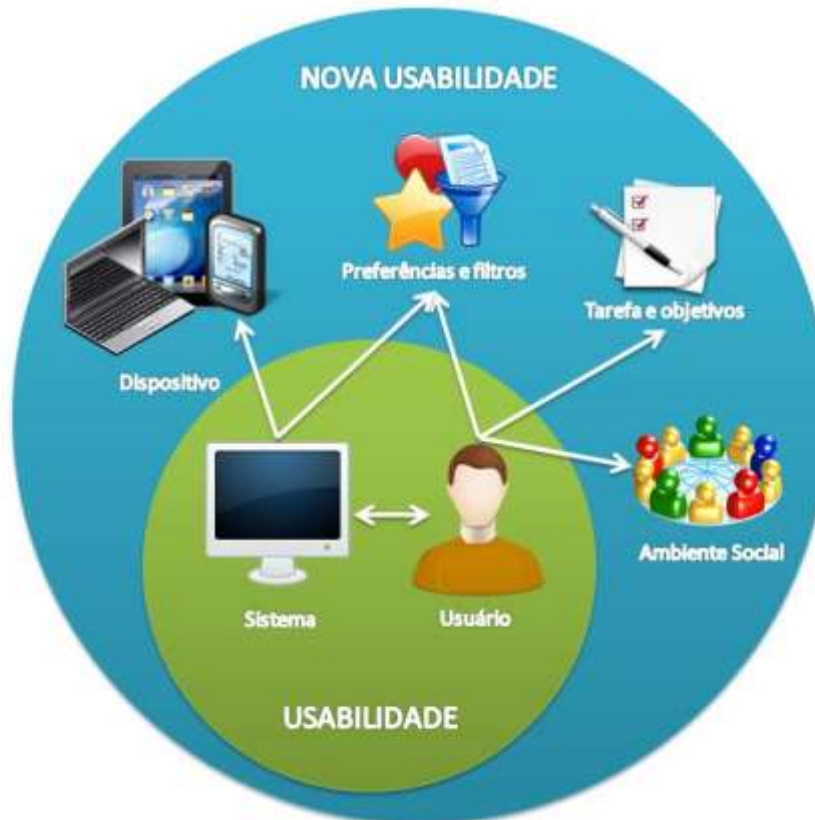 NOVA USABILIDADE
Preferências e filtros
Tarefa e objetivos
Dispositivo
Ambiente Social
Sistema
Usuário
USABILIDADE